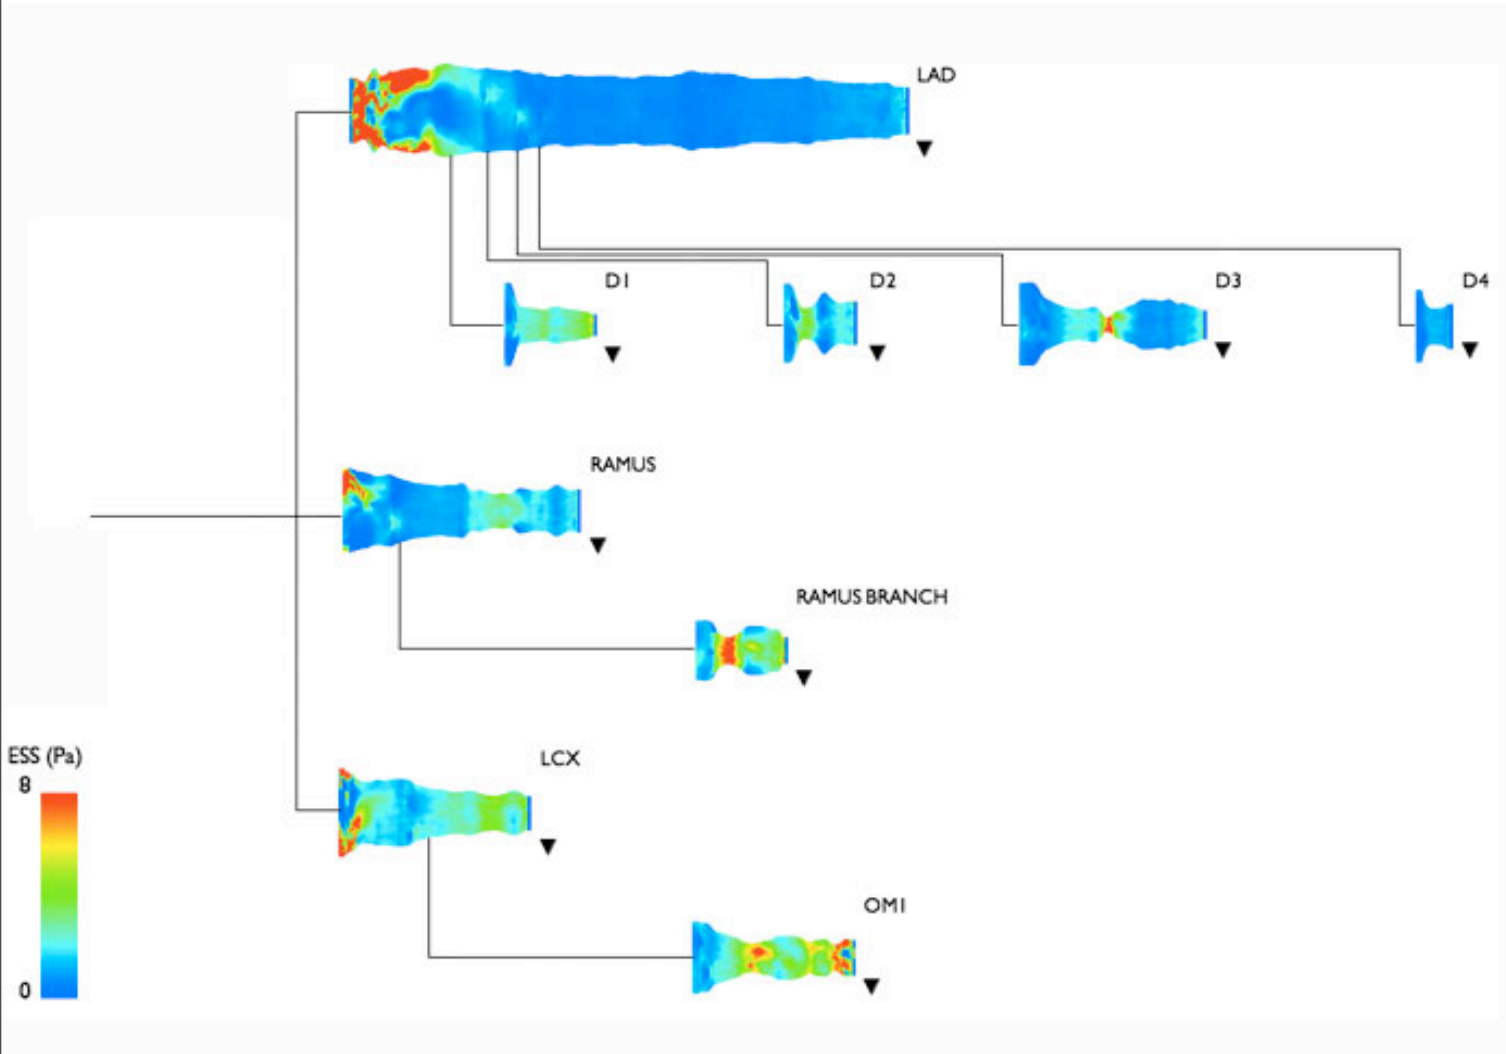 LAD
D1
D2
D3
D4
RAMUS
RAMUS BRANCH
ESS (Pa)
8
0
LCX
OM1